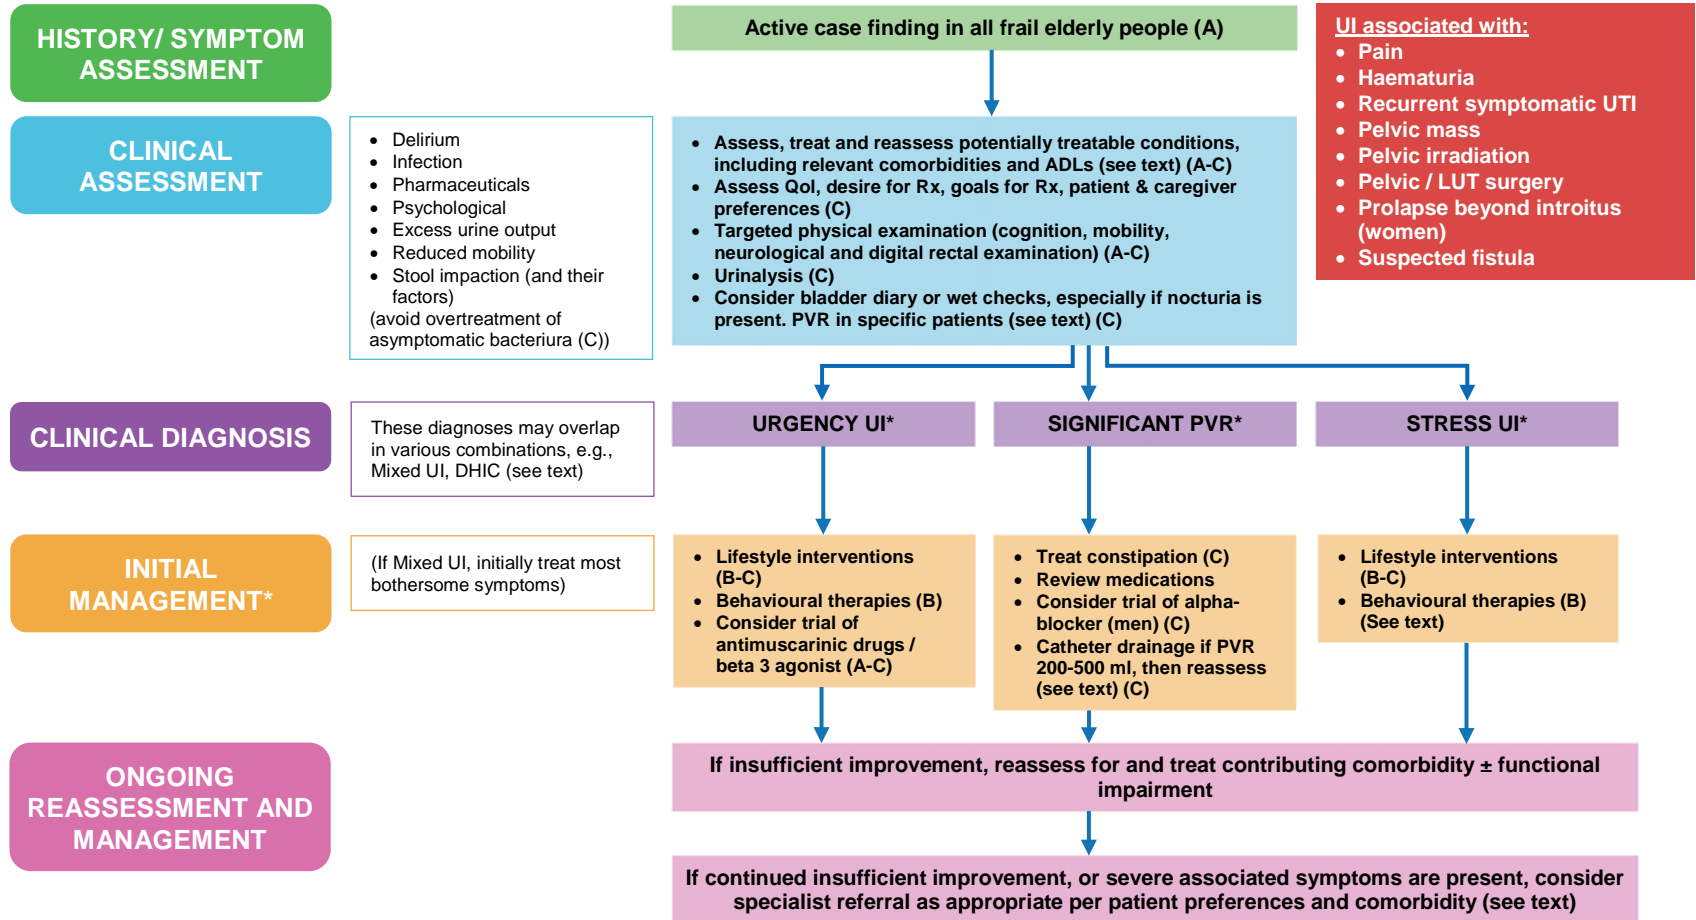 HISTORY/ SYMPTOM
ASSESSMENT
Active case finding in all frail elderly people (A)
UI associated with:
• Pain
• Haematuria
• Recurrent symptomatic UTI
• Pelvic mass
• Pelvic irradiation
• Pelvic / LUT surgery
• Prolapse beyond introitus
(women)
• Suspected fistula
CLINICAL
ASSESSMENT
• Delirium
• Infection
• Pharmaceuticals
• Psychological
• Excess urine output
• Reduced mobility
• Stool impaction (and their
factors)
(avoid overtreatment of
asymptomatic bacteriura (C))
• Assess, treat and reassess potentially treatable conditions,
including relevant comorbidities and ADLs (see text) (A-C)
• Assess Qol, desire for Rx, goals for Rx, patient & caregiver
preferences (C)
• Targeted physical examination (cognition, mobility,
neurological and digital rectal examination) (A-C)
• Urinalysis (C)
• Consider bladder diary or wet checks, especially if nocturia is
present. PVR in specific patients (see text) (C)
CLINICAL DIAGNOSIS
These diagnoses may overlap
in various combinations, e.g.,
Mixed UI, DHIC (see text)
URGENCY UI*
SIGNIFICANT PVR*
STRESS UI*
INITIAL
MANAGEMENT*
(If Mixed UI, initially treat most
bothersome symptoms)
• Lifestyle interventions
(B-C)
• Behavioural therapies (B)
• Consider trial of
antimuscarinic drugs /
beta 3 agonist (A-C)
• Treat constipation (C)
• Review medications
• Consider trial of alpha-
blocker (men) (C)
• Catheter drainage if PVR
200-500 ml, then reassess
(see text) (C)
• Lifestyle interventions
(B-C)
• Behavioural therapies (B)
(See text)
ONGOING
REASSESSMENT AND
MANAGEMENT
If insufficient improvement, reassess for and treat contributing comorbidity ± functional
impairment
If continued insufficient improvement, or severe associated symptoms are present, consider
specialist referral as appropriate per patient preferences and comorbidity (see text)